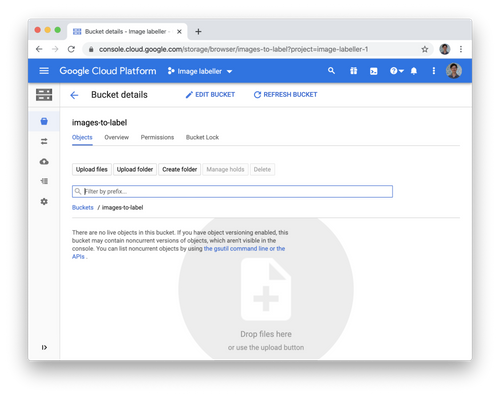 Bucket details - Image labeller -
console.cloud.google.com/storage/browser/images-to-label?project=image-labeller-1
Google Cloud Platform
Image labeller
Bucket details
EDIT BUCKET
REFRESH BUCKET
images-to-label
Objects
Overview
Permissions
Bucket Lock
Upload files
Upload folder
Create folder
Manage holds
Delete
Filter by prefix...
Buckets / images-to-label
There are no live objects in this bucket. If you have object versioning enabled, this
bucket may contain noncurrent versions of objects, which aren't visible in the
console. You can list noncurrent objects by using the gsutil command line or the
APIs..
Drop files here
or use the upload button